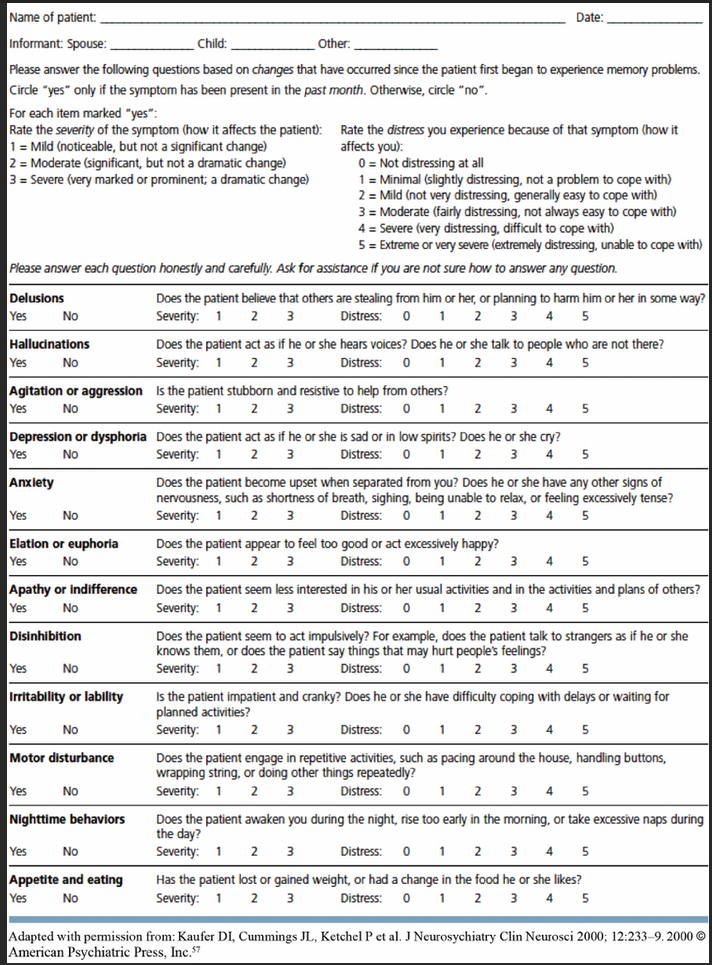 Name of patient: ______ Date: ______
Informant: Spouse: ______ Child: ______ Other: ______
Please answer the following questions based on changes that have occurred since the patient first began to experience memory problems.
Circle "yes" only if the symptom has been present in the past month. Otherwise, circle "no".
For each item marked "yes":
Rate the severity of the symptom (how it affects the patient):
1 = Mild (noticeable, but not a significant change)
2 = Moderate (significant, but not a dramatic change)
3 = Severe (very marked or prominent; a dramatic change)
Rate the distress you experience because of that symptom (how it
affects you):
0 = Not distressing at all
1 = Minimal (slightly distressing, not a problem to cope with)
2 = Mild (not very distressing, generally easy to cope with)
3 = Moderate (fairly distressing, not always easy to cope with)
4 = Severe (very distressing, difficult to cope with)
5 = Extreme or very severe (extremely distressing, unable to cope with)
Please answer each question honestly and carefully. Ask for assistance if you are not sure how to answer any question.
Delusions Does the patient believe that others are stealing from him or her, or planning to harm him or her in some way?
Yes No Severity: 1 2 3 Distress: 0 1 2 3 4 5
Hallucinations Does the patient act as if he or she hears voices? Does he or she talk to people who are not there?
Yes No Severity: 1 2 3 Distress: 0 1 2 3 4 5
Agitation or aggression Is the patient stubborn and resistive to help from others?
Yes No Severity: 1 2 3 Distress: 0 1 2 3 4 5
Depression or dysphoria Does the patient act as if he or she is sad or in low spirits? Does he or she cry?
Yes No Severity: 1 2 3 Distress: 0 1 2 3 4 5
Anxiety Does the patient become upset when separated from you? Does he or she have any other signs of
nervousness, such as shortness of breath, sighing, being unable to relax, or feeling excessively tense?
Yes No Severity: 1 2 3 Distress: 0 1 2 3 4 5
Elation or euphoria Does the patient appear to feel too good or act excessively happy?
Yes No Severity: 1 2 3 Distress: 0 1 2 3 4 5
Apathy or indifference Does the patient seem less interested in his or her usual activities and in the activities and plans of others?
Yes No Severity: 1 2 3 Distress: 0 1 2 3 4 5
Disinhibition Does the patient seem to act impulsively? For example, does the patient talk to strangers as if he or she
knows them, or does the patient say things that may hurt people's feelings?
Yes No Severity: 1 2 3 Distress: 0 1 2 3 4 5
Irritability or lability Is the patient impatient and cranky? Does he or she have difficulty coping with delays or waiting for
planned activities?
Yes No Severity: 1 2 3 Distress: 0 1 2 3 4 5
Motor disturbance Does the patient engage in repetitive activities, such as pacing around the house, handling buttons,
wrapping string, or doing other things repeatedly?
Yes No Severity: 1 2 3 Distress: 0 1 2 3 4 5
Nighttime behaviors Does the patient awaken you during the night, rise too early in the morning, or take excessive naps during
the day?
Yes No Severity: 1 2 3 Distress: 0 1 2 3 4 5
Appetite and eating Has the patient lost or gained weight, or had a change in the food he or she likes?
Yes No Severity: 1 2 3 Distress: 0 1 2 3 4 5
Adapted with permission from: Kaufer DI, Cummings JL, Ketchel P et al. J Neurosychiatry Clin Neurosci 2000; 12:233–9. 2000 ©
American Psychiatric Press, Inc.57